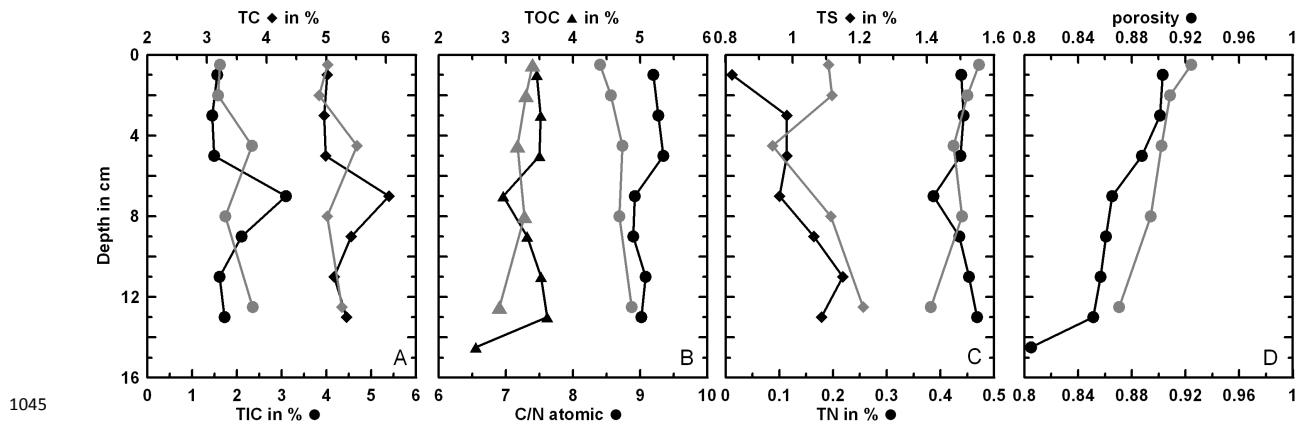 TC ◆ in %
TOC ▲ in %
TS ◆ in %
porosity ●
2 3 4 5 6
2 3 4 5 6
0.8 1 1.2 1.4 1.6
0.8 0.84 0.88 0.92 0.96 1
0
4
8
12
16
Depth in cm
A
B
C
D
0 1 2 3 4 5 6
6 7 8 9 10
0 0.1 0.2 0.3 0.4 0.5
0.8 0.84 0.88 0.92 0.96 1
TIC in % ●
C/N atomic ●
TN in % ●
1045